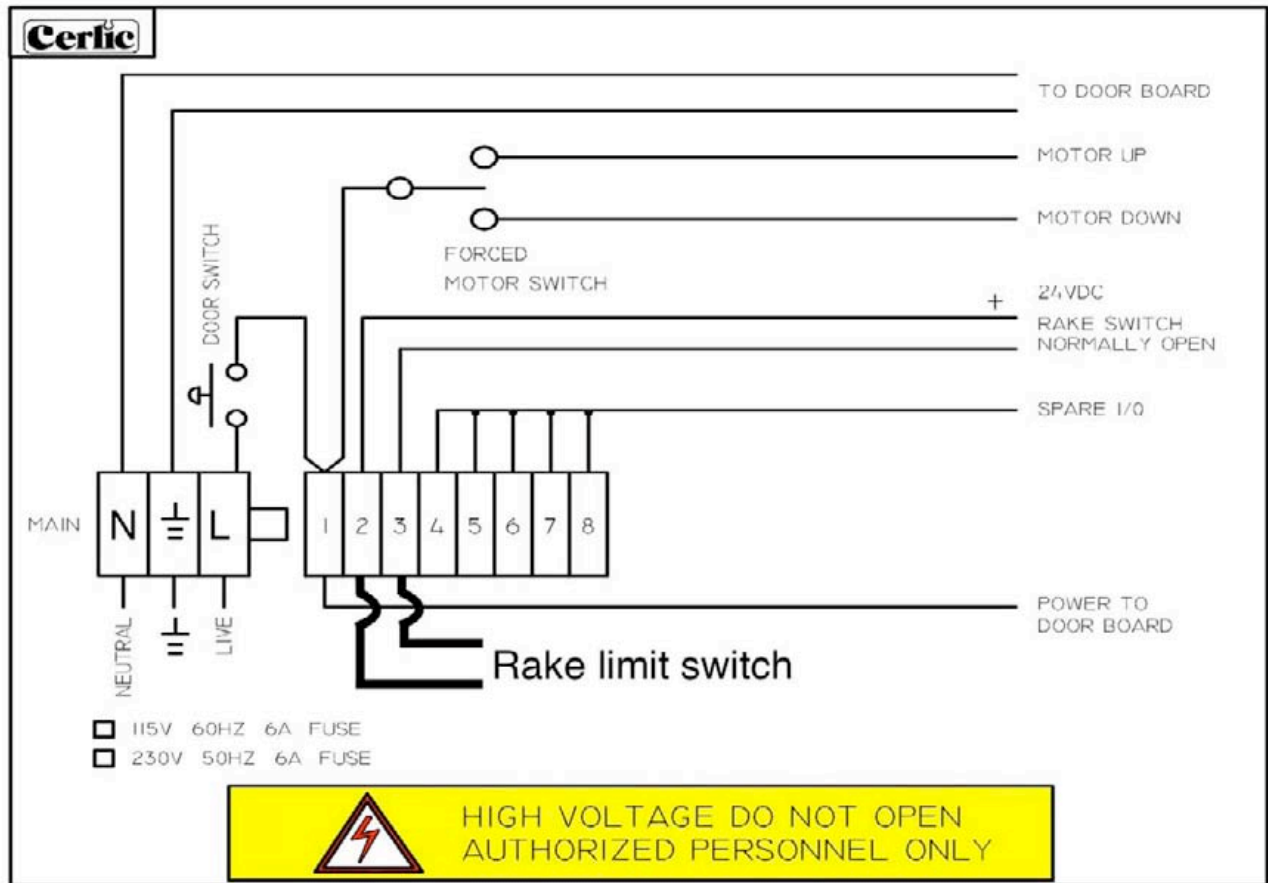 Cerlic
TO DOOR BOARD
MOTOR UP
MOTOR DOWN
FORCED
MOTOR SWITCH
DOOR SWITCH
+ 24VDC
RAKE SWITCH
NORMALLY OPEN
SPARE I/O
MAIN N L 1 2 3 4 5 6 7 8
NEUTRAL
LIVE
POWER TO
DOOR BOARD
Rake limit switch
115V 60HZ 6A FUSE
230V 50HZ 6A FUSE
HIGH VOLTAGE DO NOT OPEN
AUTHORIZED PERSONNEL ONLY